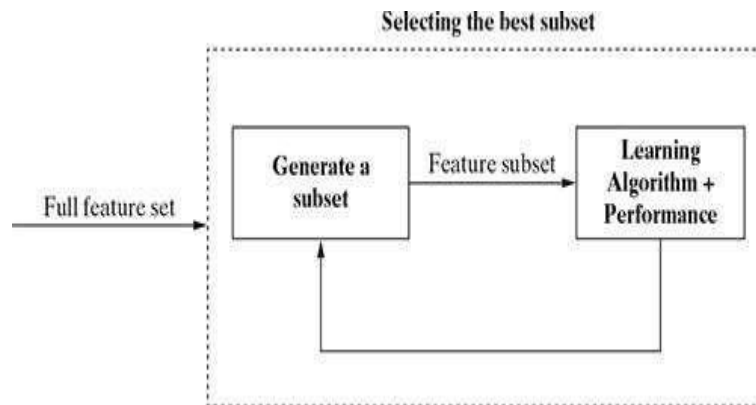 Selecting the best subset
Full feature set
Generate a
subset
Feature subset
Learning
Algorithm +
Performance